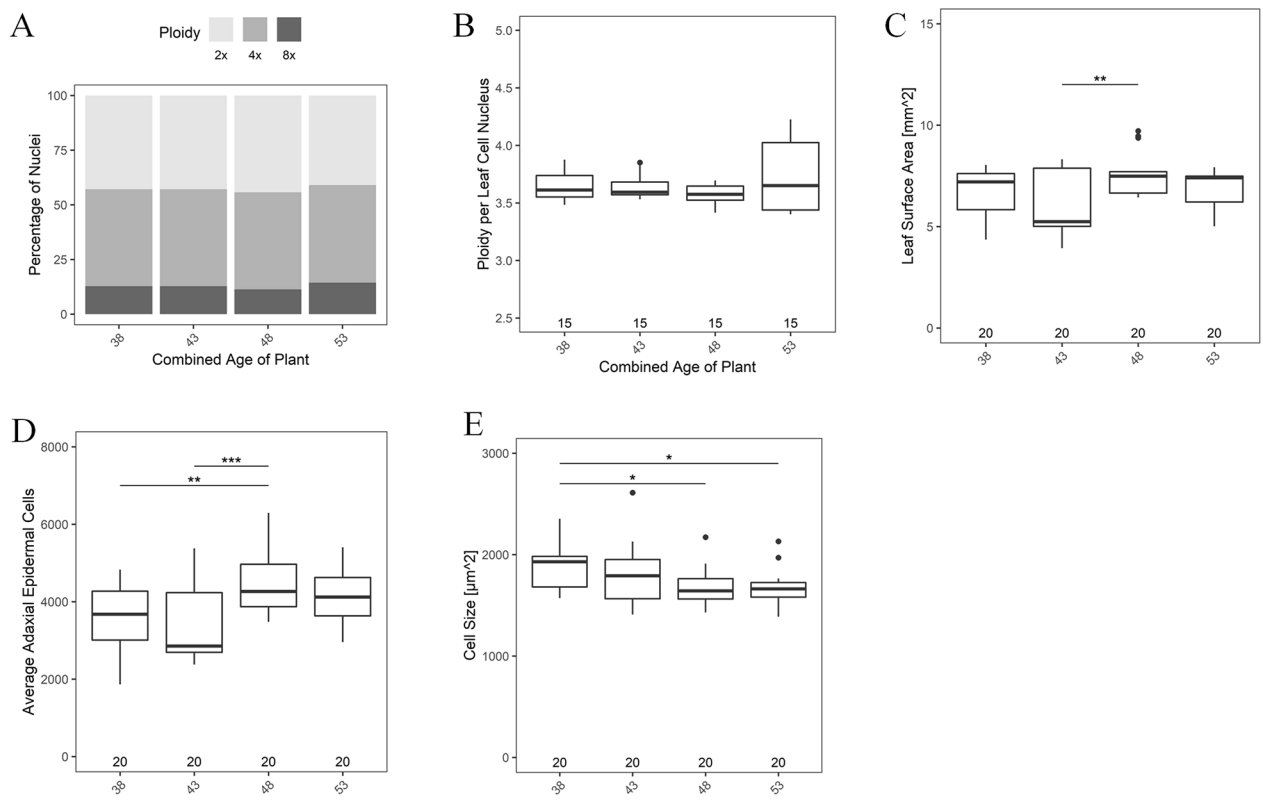 A
Ploidy
2x 4x 8x
Percentage of Nuclei
100
75
50
25
0
38 43 48 53
Combined Age of Plant
B
Ploidy per Leaf Cell Nucleus
5.0
4.5
4.0
3.5
3.0
2.5
15 15 15 15
38 43 48 53
Combined Age of Plant
C
Leaf Surface Area [mm^2]
15
**
10
5
0
20 20 20 20
38 43 48 53
D
Average Adaxial Epidermal Cells
8000
***
**
6000
4000
2000
0
20 20 20 20
38 43 48 53
E
Cell Size [µm^2]
3000
*
*
2000
1000
0
20 20 20 20
38 43 48 53